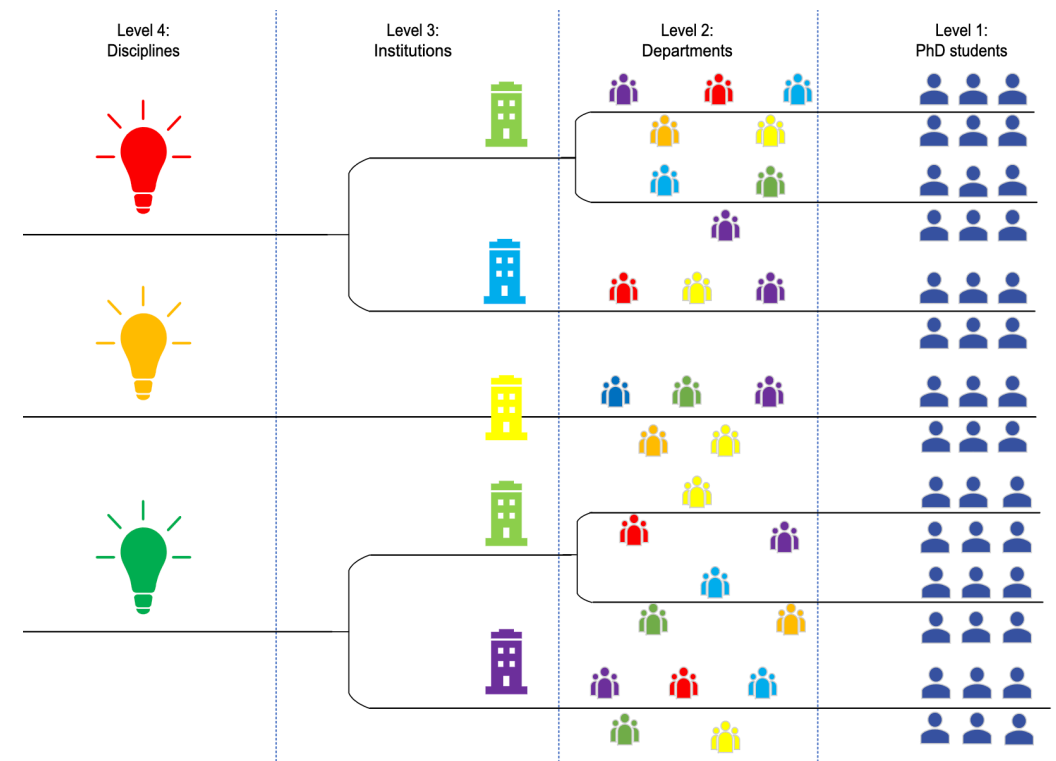 Level 4:
Disciplines
Level 3:
Institutions
Level 2:
Departments
Level 1:
PhD students